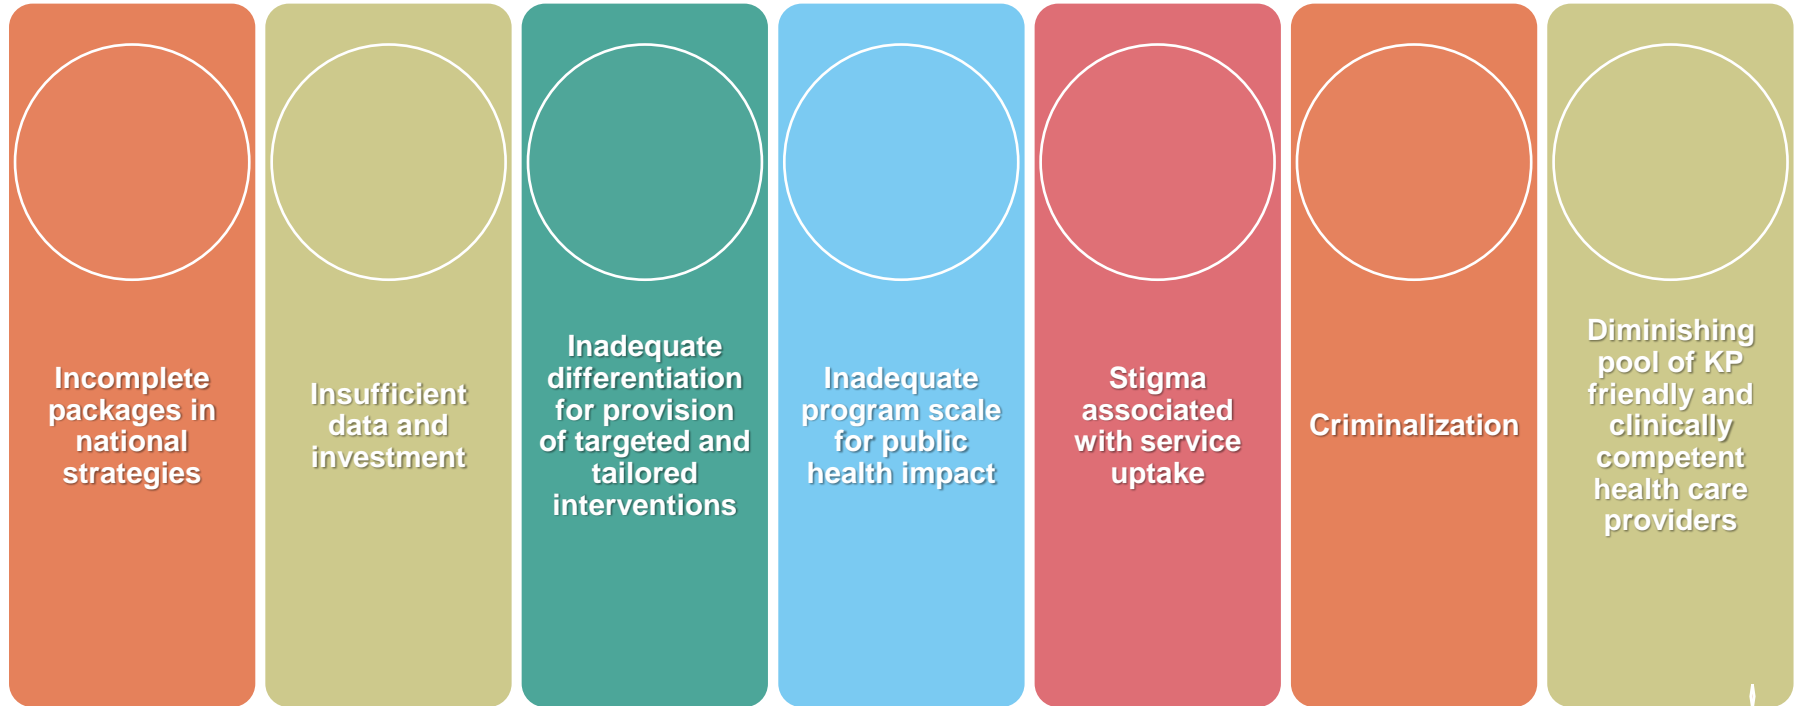 Incomplete
packages in
national
strategies
Insufficient
data and
investment
Inadequate
differentiation
for provision
of targeted and
tailored
interventions
Inadequate
program scale
for public
health impact
Stigma
associated
with service
uptake
Criminalization
Diminishing
pool of KP
friendly and
clinically
competent
health care
providers